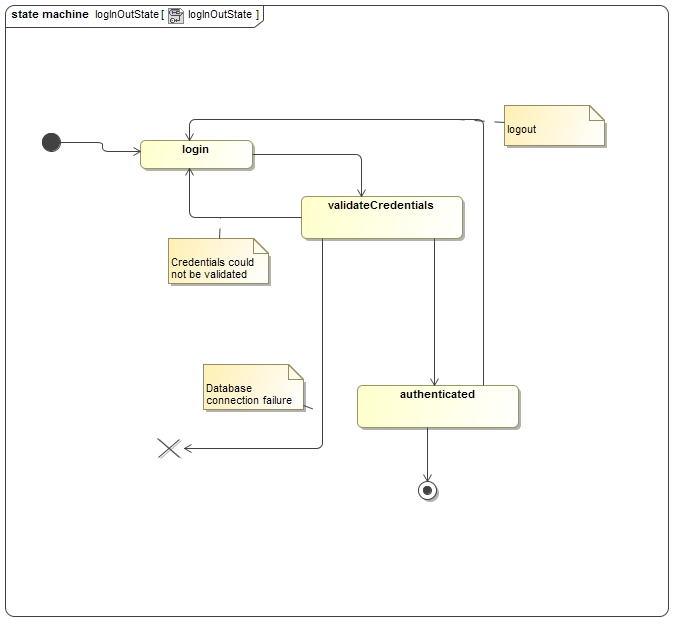 state machine logInOutState [ logInOutState ]
logout
login
validateCredentials
Credentials could
not be validated
Database
connection failure
authenticated